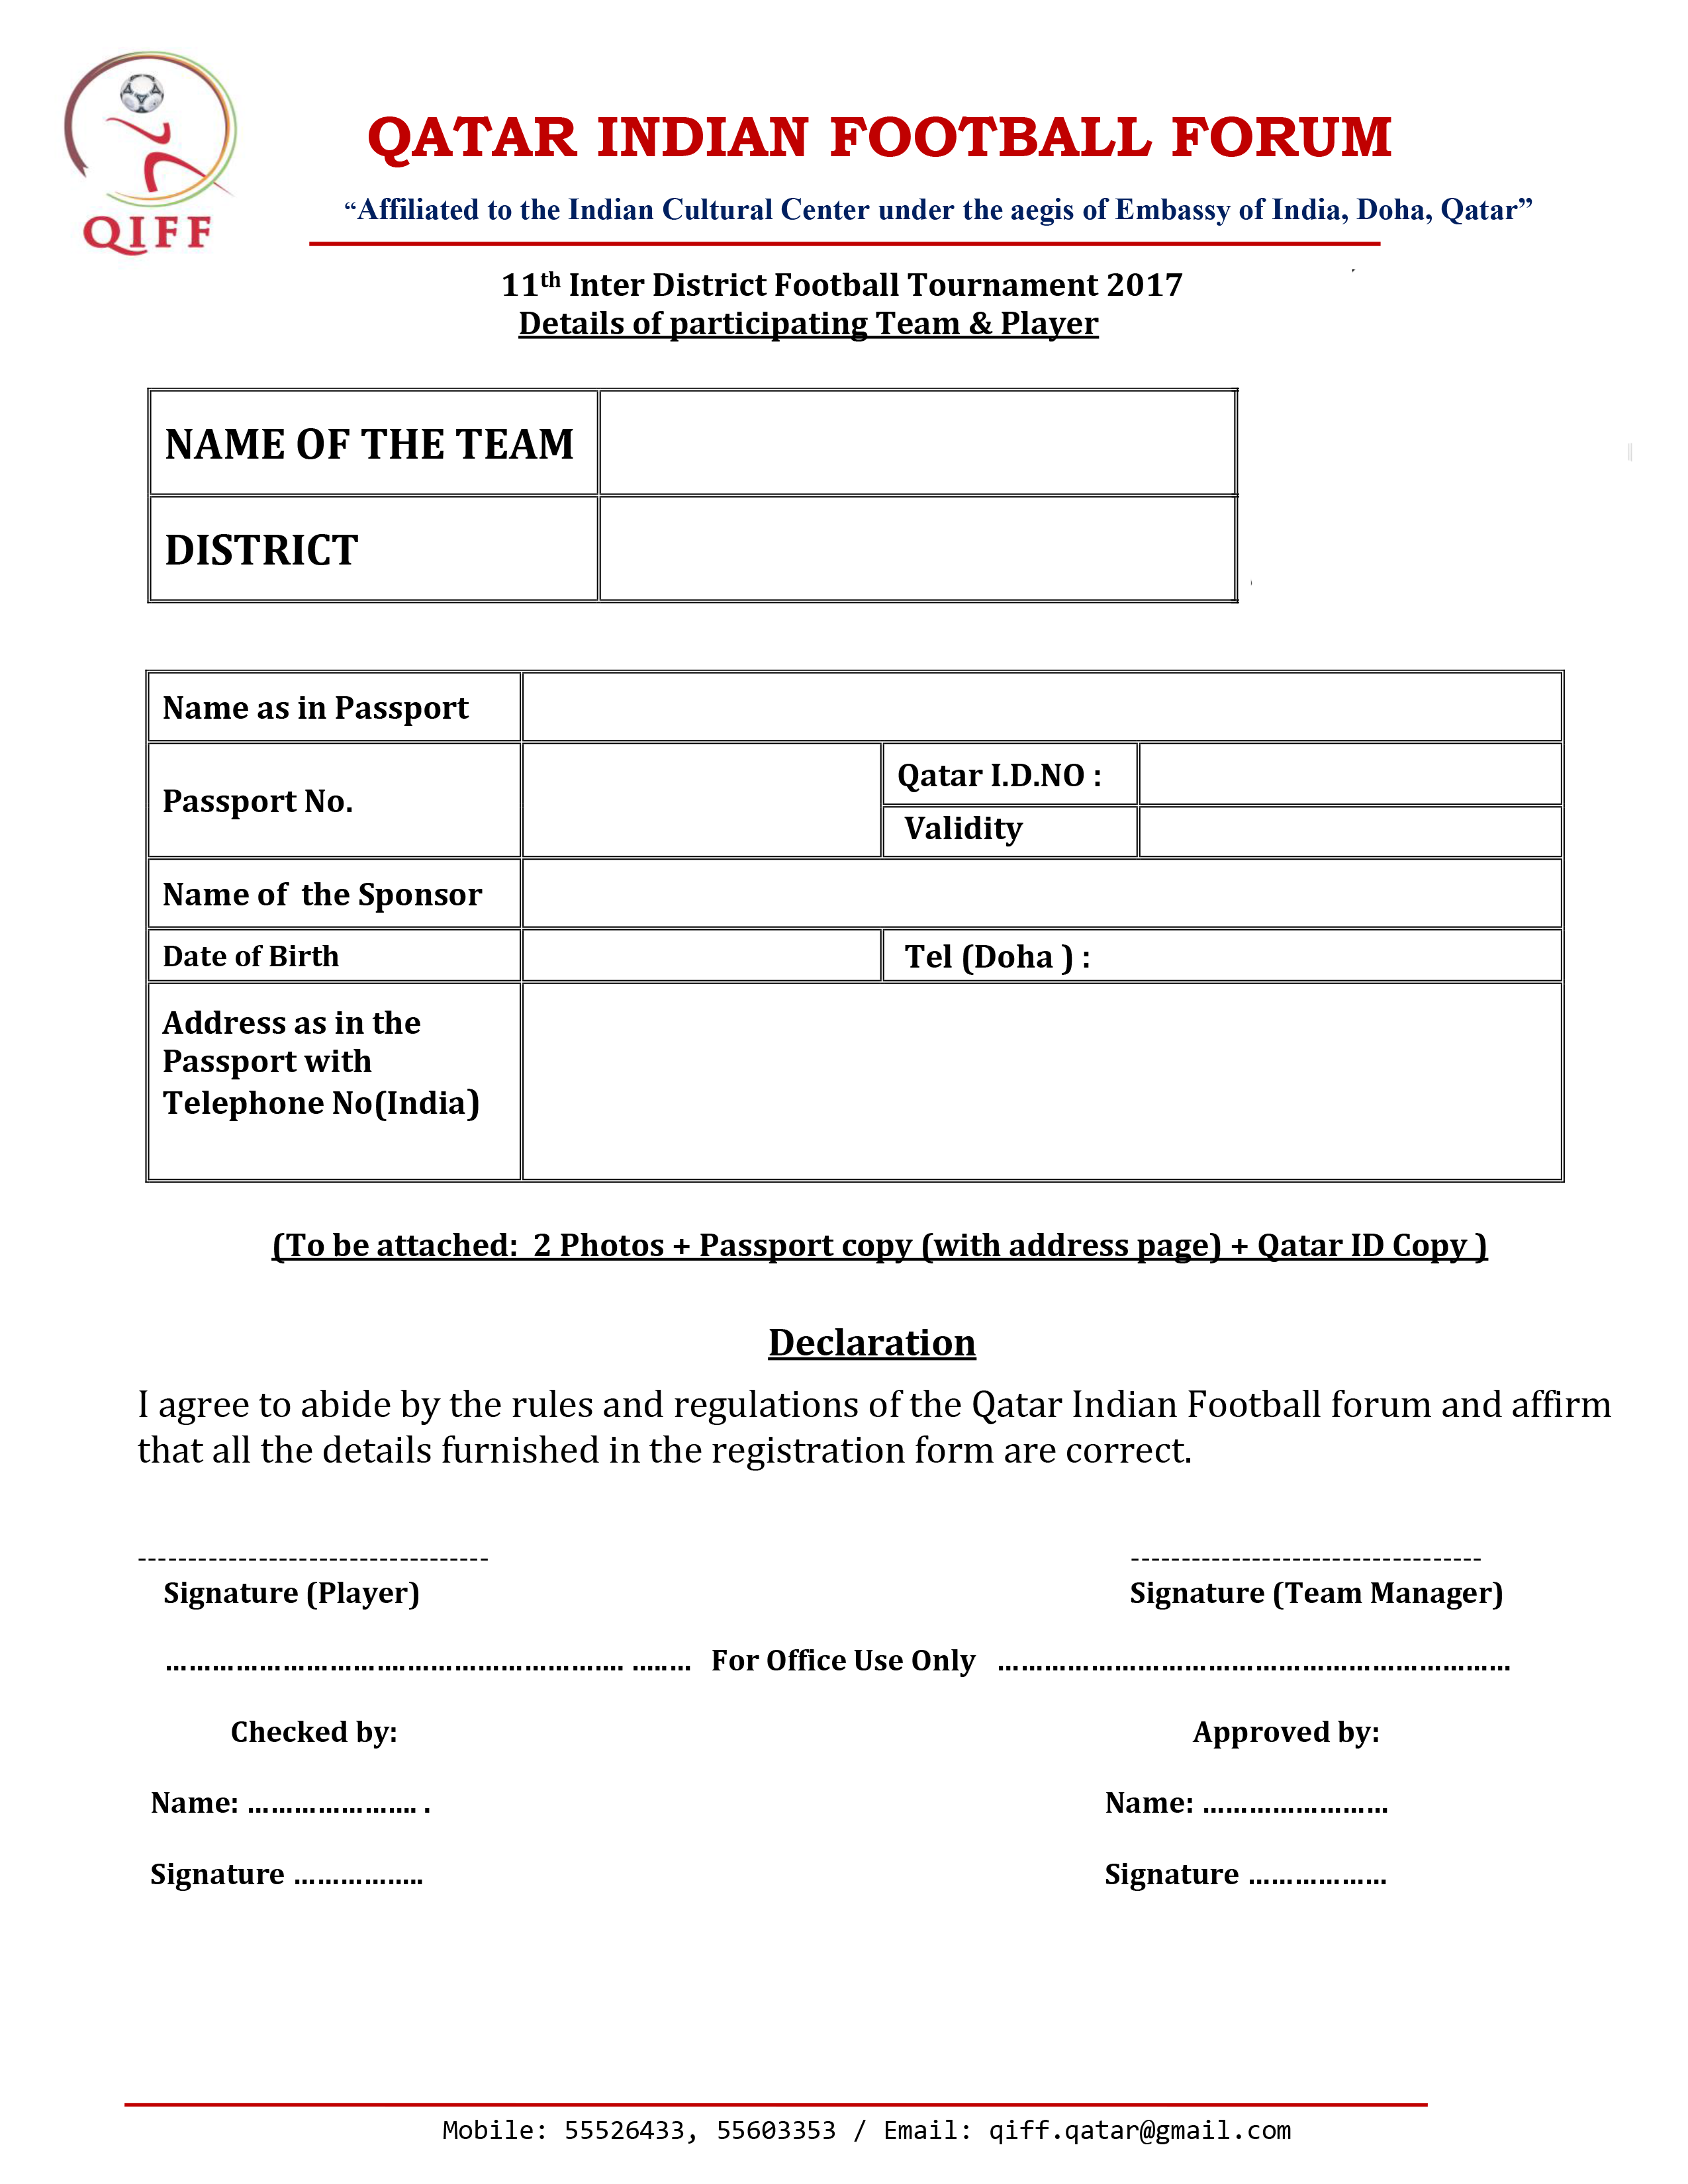 QIFF
QATAR INDIAN FOOTBALL FORUM
“Affiliated to the Indian Cultural Center under the aegis of Embassy of India, Doha, Qatar”
11th Inter District Football Tournament 2017
Details of participating Team & Player
NAME OF THE TEAM
DISTRICT
Name as in Passport
Passport No.
Qatar I.D.NO :
Validity
Name of  the Sponsor
Date of Birth
Tel (Doha ) :
Address as in the
Passport with
Telephone No(India)
(To be attached:  2 Photos + Passport copy (with address page) + Qatar ID Copy )
Declaration
I agree to abide by the rules and regulations of the Qatar Indian Football forum and affirm
that all the details furnished in the registration form are correct.
-----------------------------------    -----------------------------------
Signature (Player)    Signature (Team Manager)
…………………………………………………. …….. For Office Use Only …………………………………………………………
Checked by:    Approved by:
Name: …………………. .    Name: ……………………
Signature ……………..    Signature ………………
Mobile: 55526433, 55603353 / Email: qiff.qatar@gmail.com